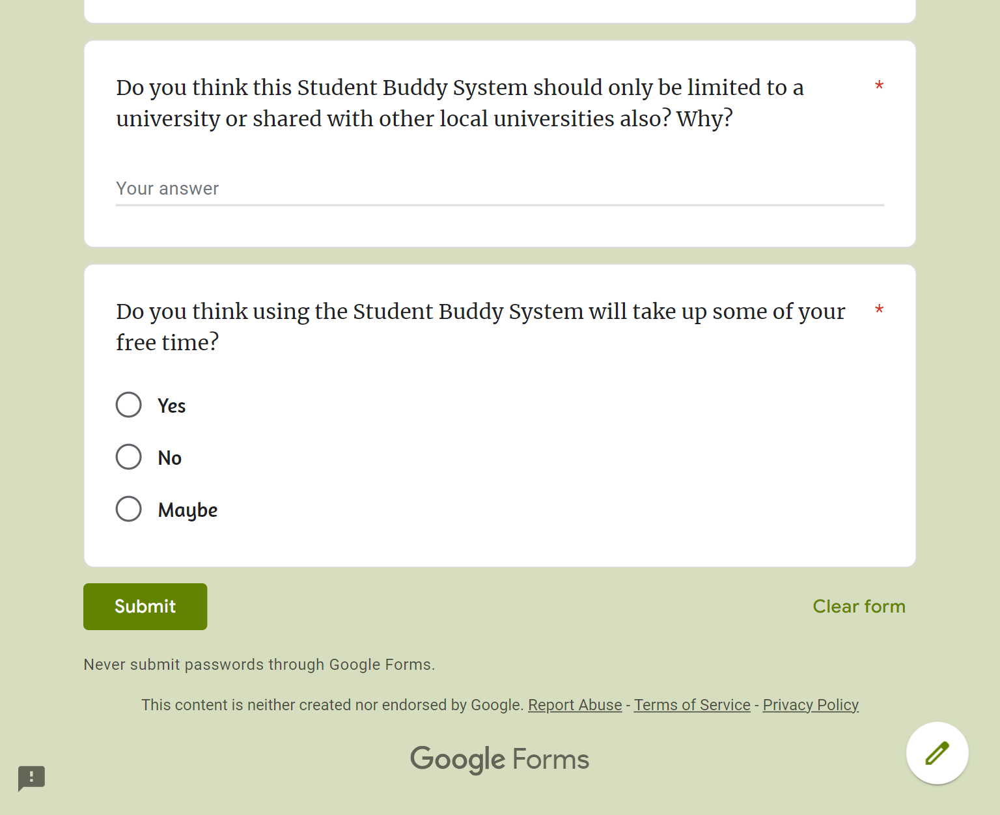 Do you think this Student Buddy System should only be limited to a *
university or shared with other local universities also? Why?
Your answer
Do you think using the Student Buddy System will take up some of your *
free time?
Yes
No
Maybe
Submit
Clear form
Never submit passwords through Google Forms.
This content is neither created nor endorsed by Google. Report Abuse - Terms of Service - Privacy Policy
Google Forms